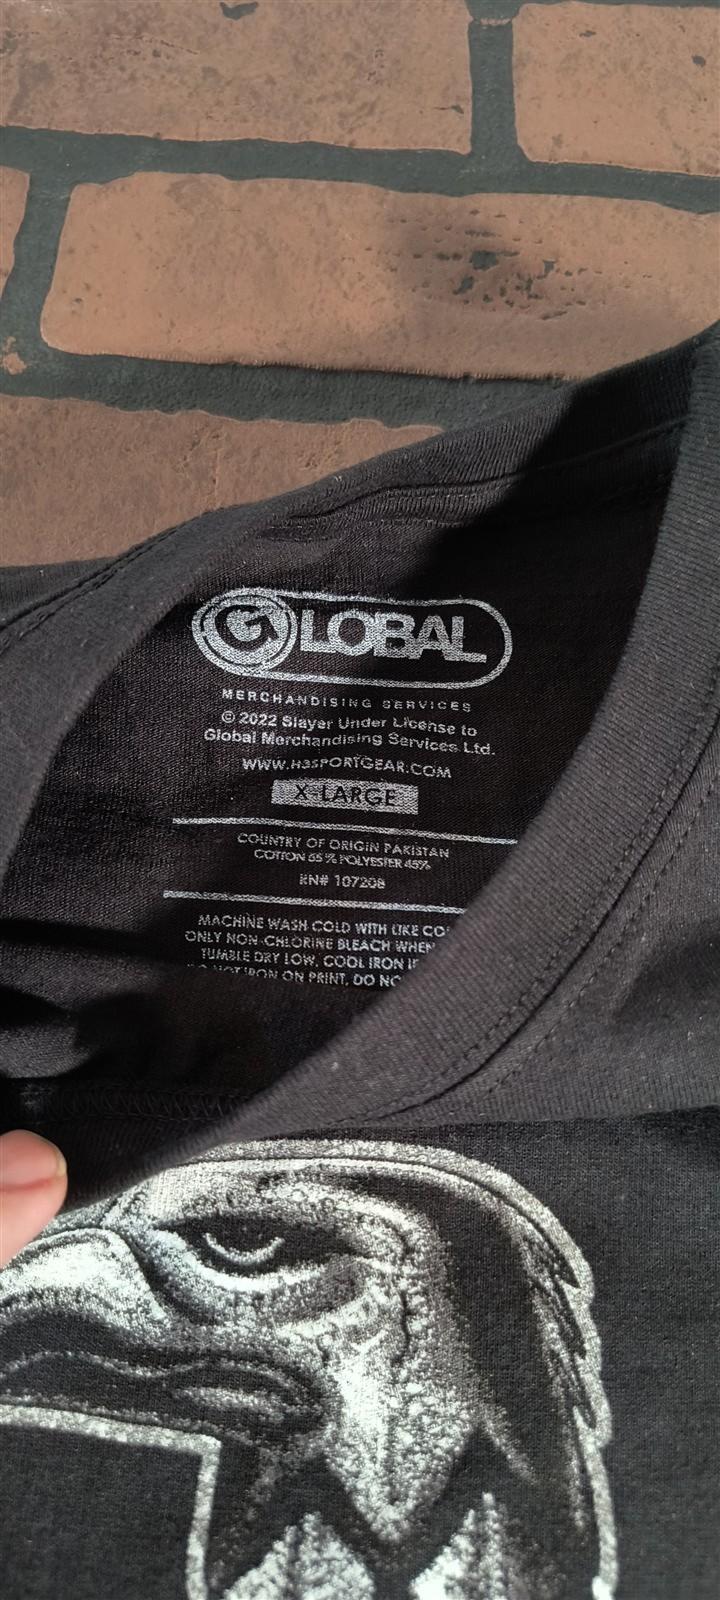 GLOBAL
MERCHANDISING SERVICES
© 2022 Slayer Under License to
Global Merchandising Services Ltd.
WWW.H3SPORTGEAR.COM
X-LARGE
COUNTRY OF ORIGIN PAKISTAN
COTTON 55 % POLYESTER 45%
RN# 107208
MACHINE WASH COLD WITH LIKE CO
ONLY NON-CHLORINE BLEACH WHEN
TUMBLE DRY LOW, COOL IRON
NOT IRON ON PRINT, DO